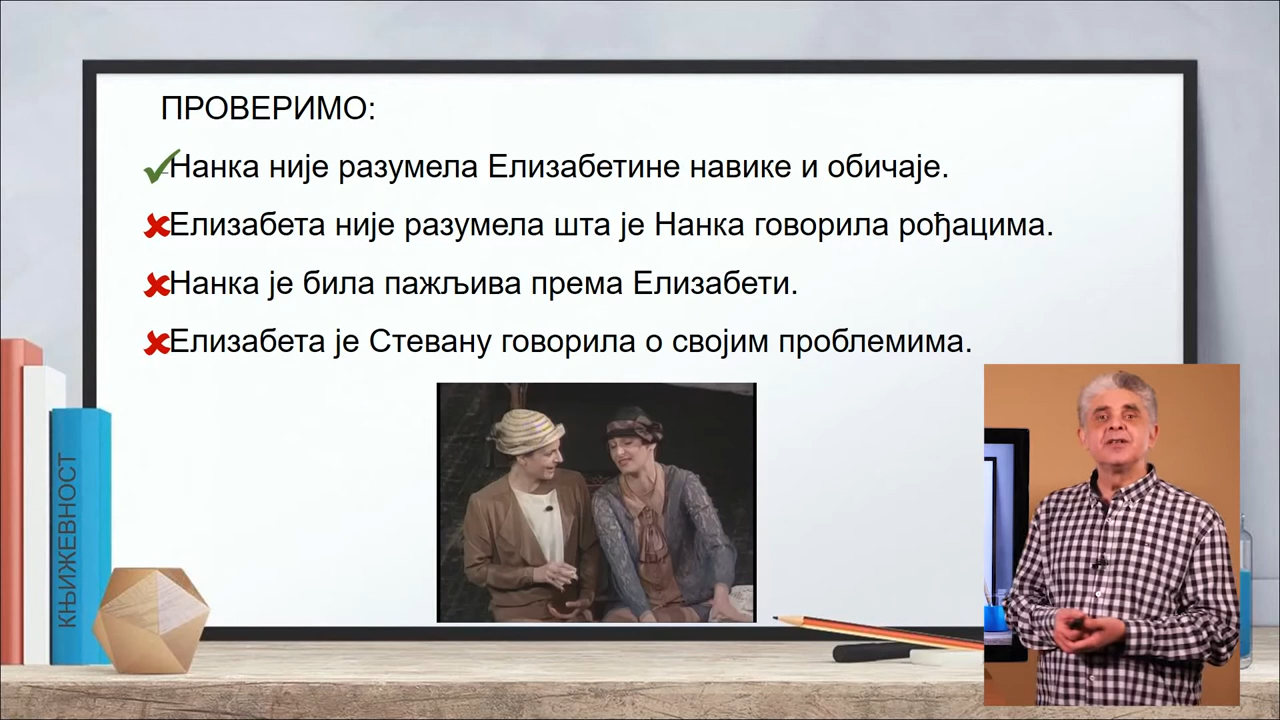 ПРОВЕРИМО:
Нанка није разумела Елизабетине навике и обичаје.
Елизабета није разумела шта је Нанка говорила рођацима.
Нанка је била пажљива према Елизабети.
Елизабета је Стевану говорила о својим проблемима.
КЊИЖЕВНОСТ